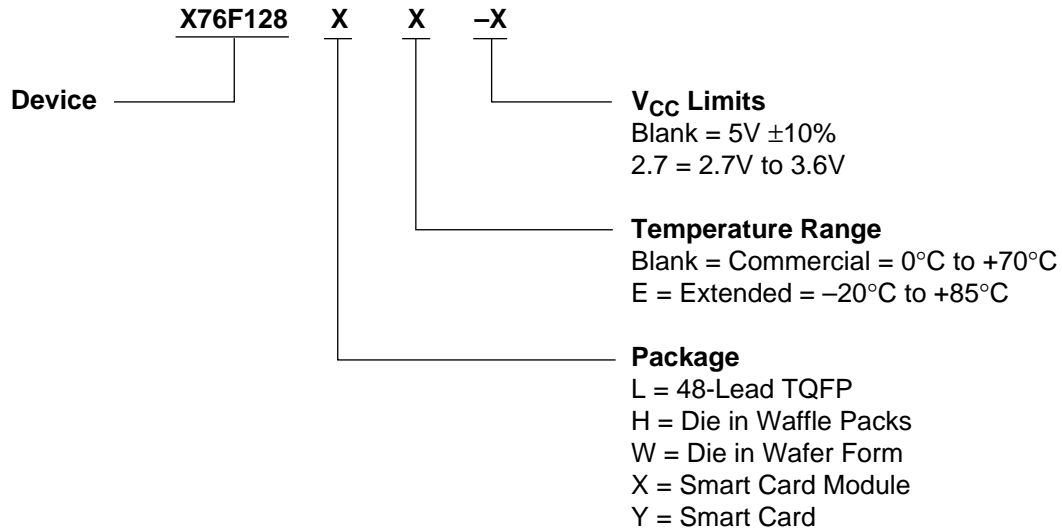 X76F128 X X –X
Device
V_CC Limits
Blank = 5V ±10%
2.7 = 2.7V to 3.6V
Temperature Range
Blank = Commercial = 0°C to +70°C
E = Extended = –20°C to +85°C
Package
L = 48-Lead TQFP
H = Die in Waffle Packs
W = Die in Wafer Form
X = Smart Card Module
Y = Smart Card